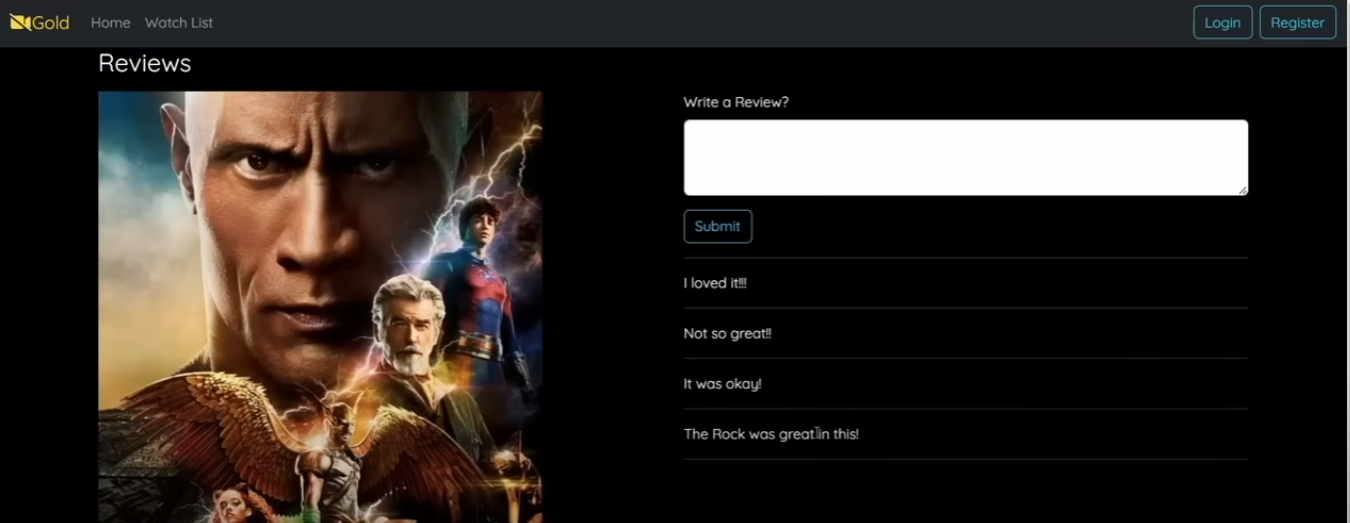 Gold Home Watch List Login Register
Reviews
Write a Review?
Submit
I loved it!!!
Not so great!!
It was okay!
The Rock was great in this!